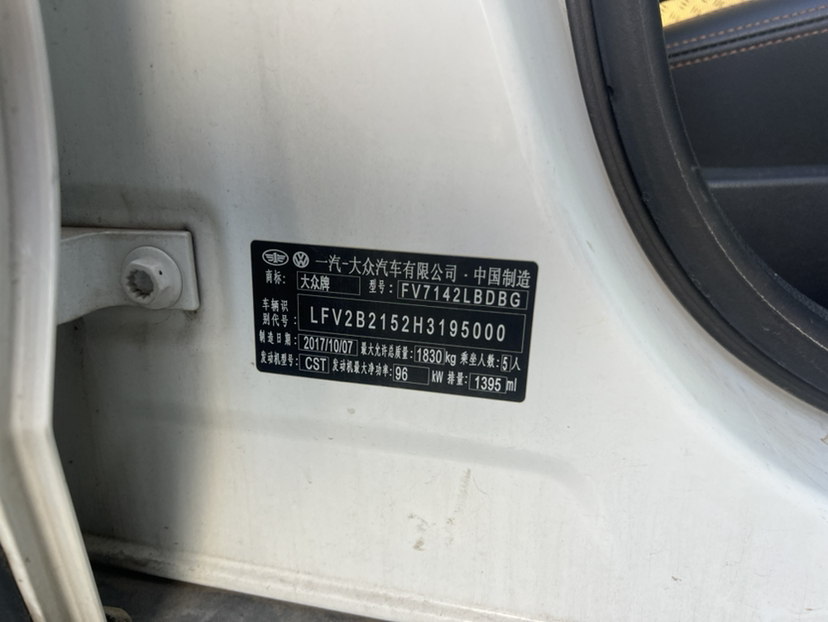 一汽-大众汽车有限公司·中国制造
商标: 大众牌 型号: FV7142LBDBG
车辆识
别代号: LFV2B2152H3195000
制造日期: 2017/10/07 最大允许总质量: 1830 kg 乘坐人数: 5 人
发动机型号: CST 发动机最大净功率: 96 kW 排量: 1395 ml